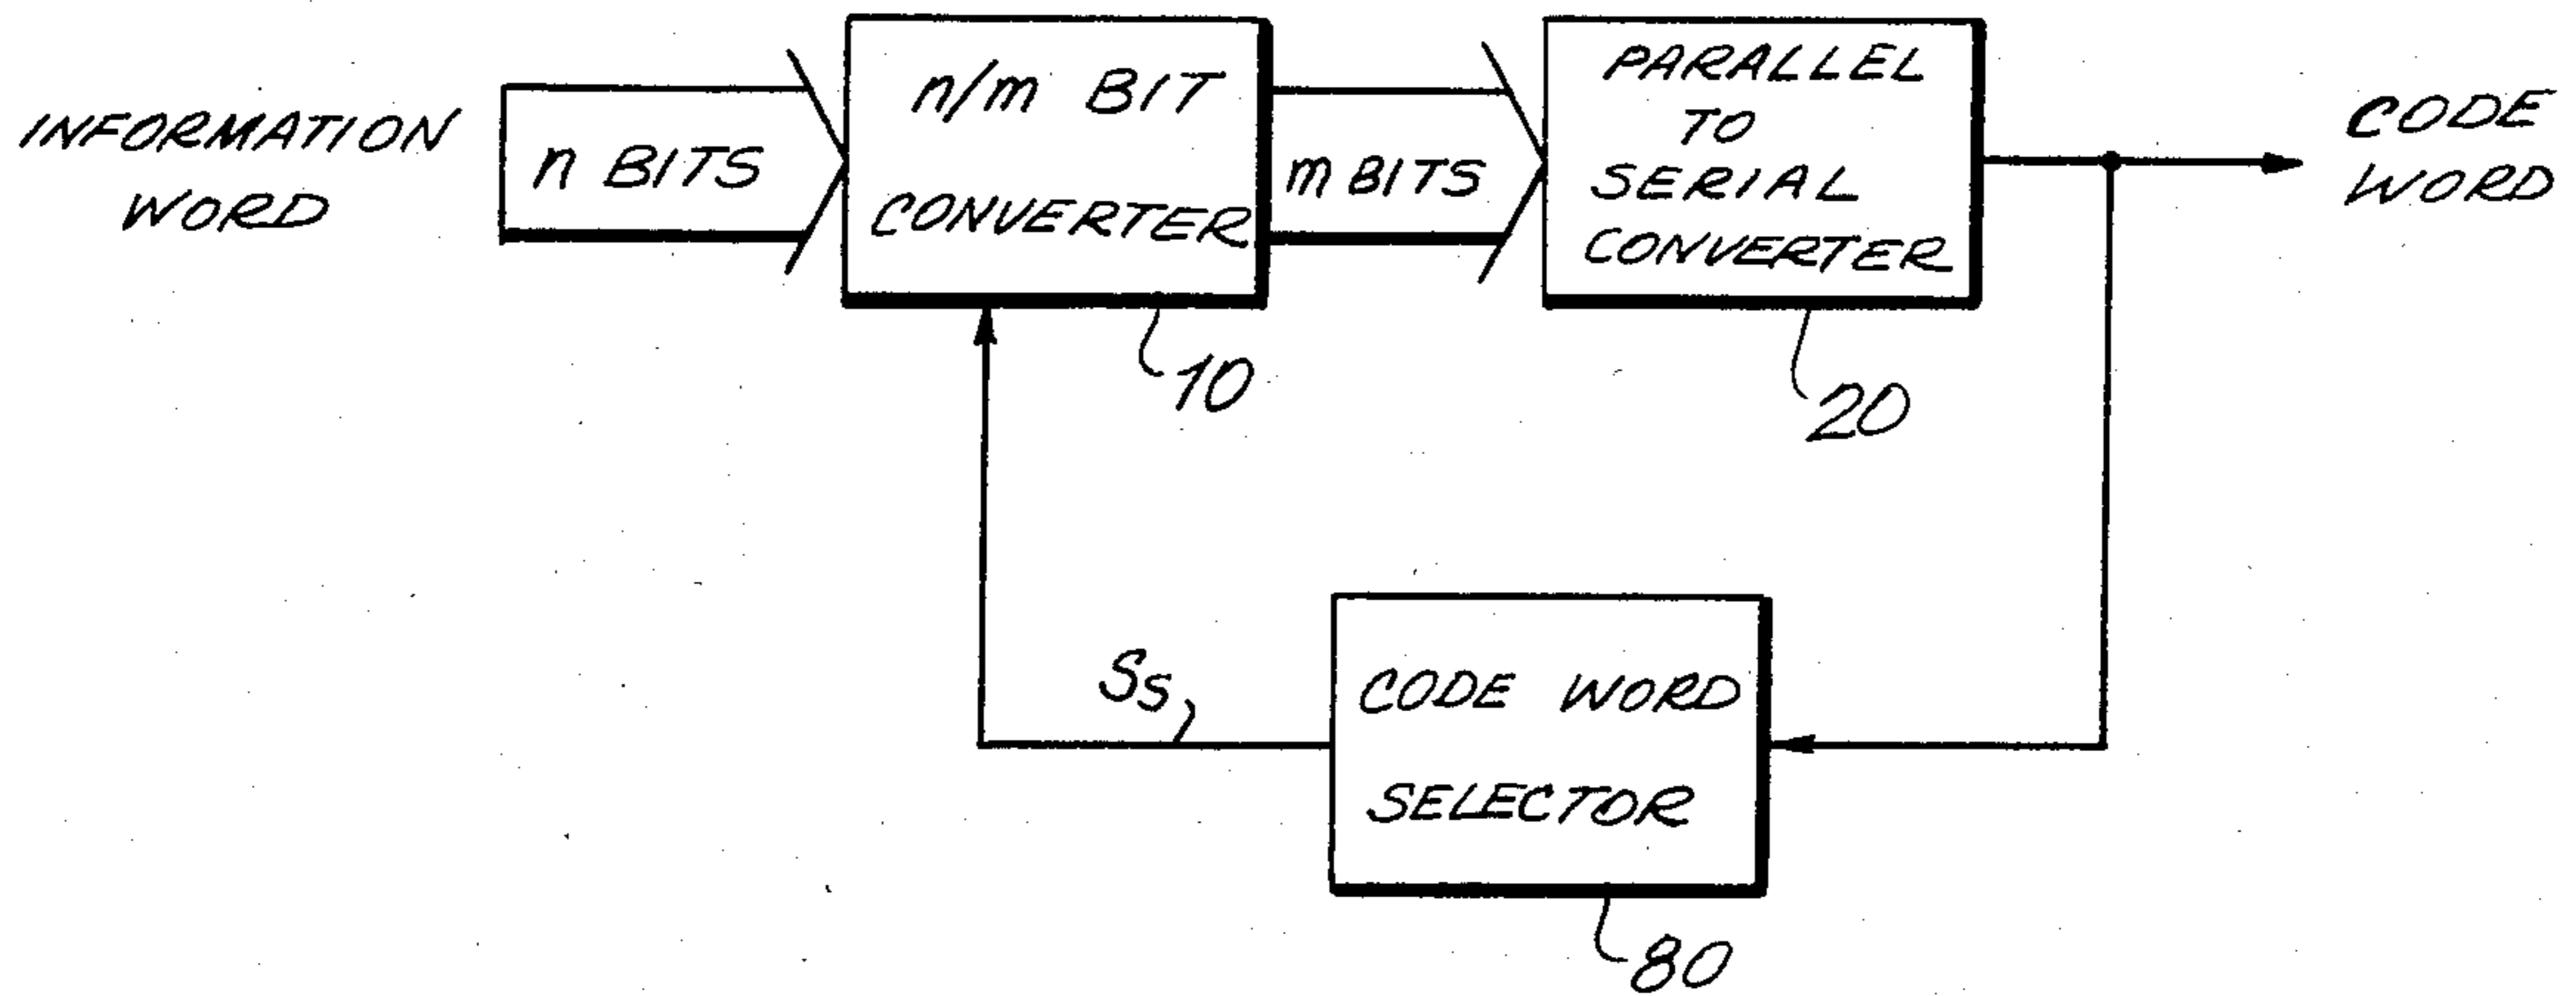 INFORMATION
WORD
n BITS
n/m BIT
CONVERTER
10
m BITS
PARALLEL
TO
SERIAL
CONVERTER
20
CODE
WORD
Ss
CODE WORD
SELECTOR
80